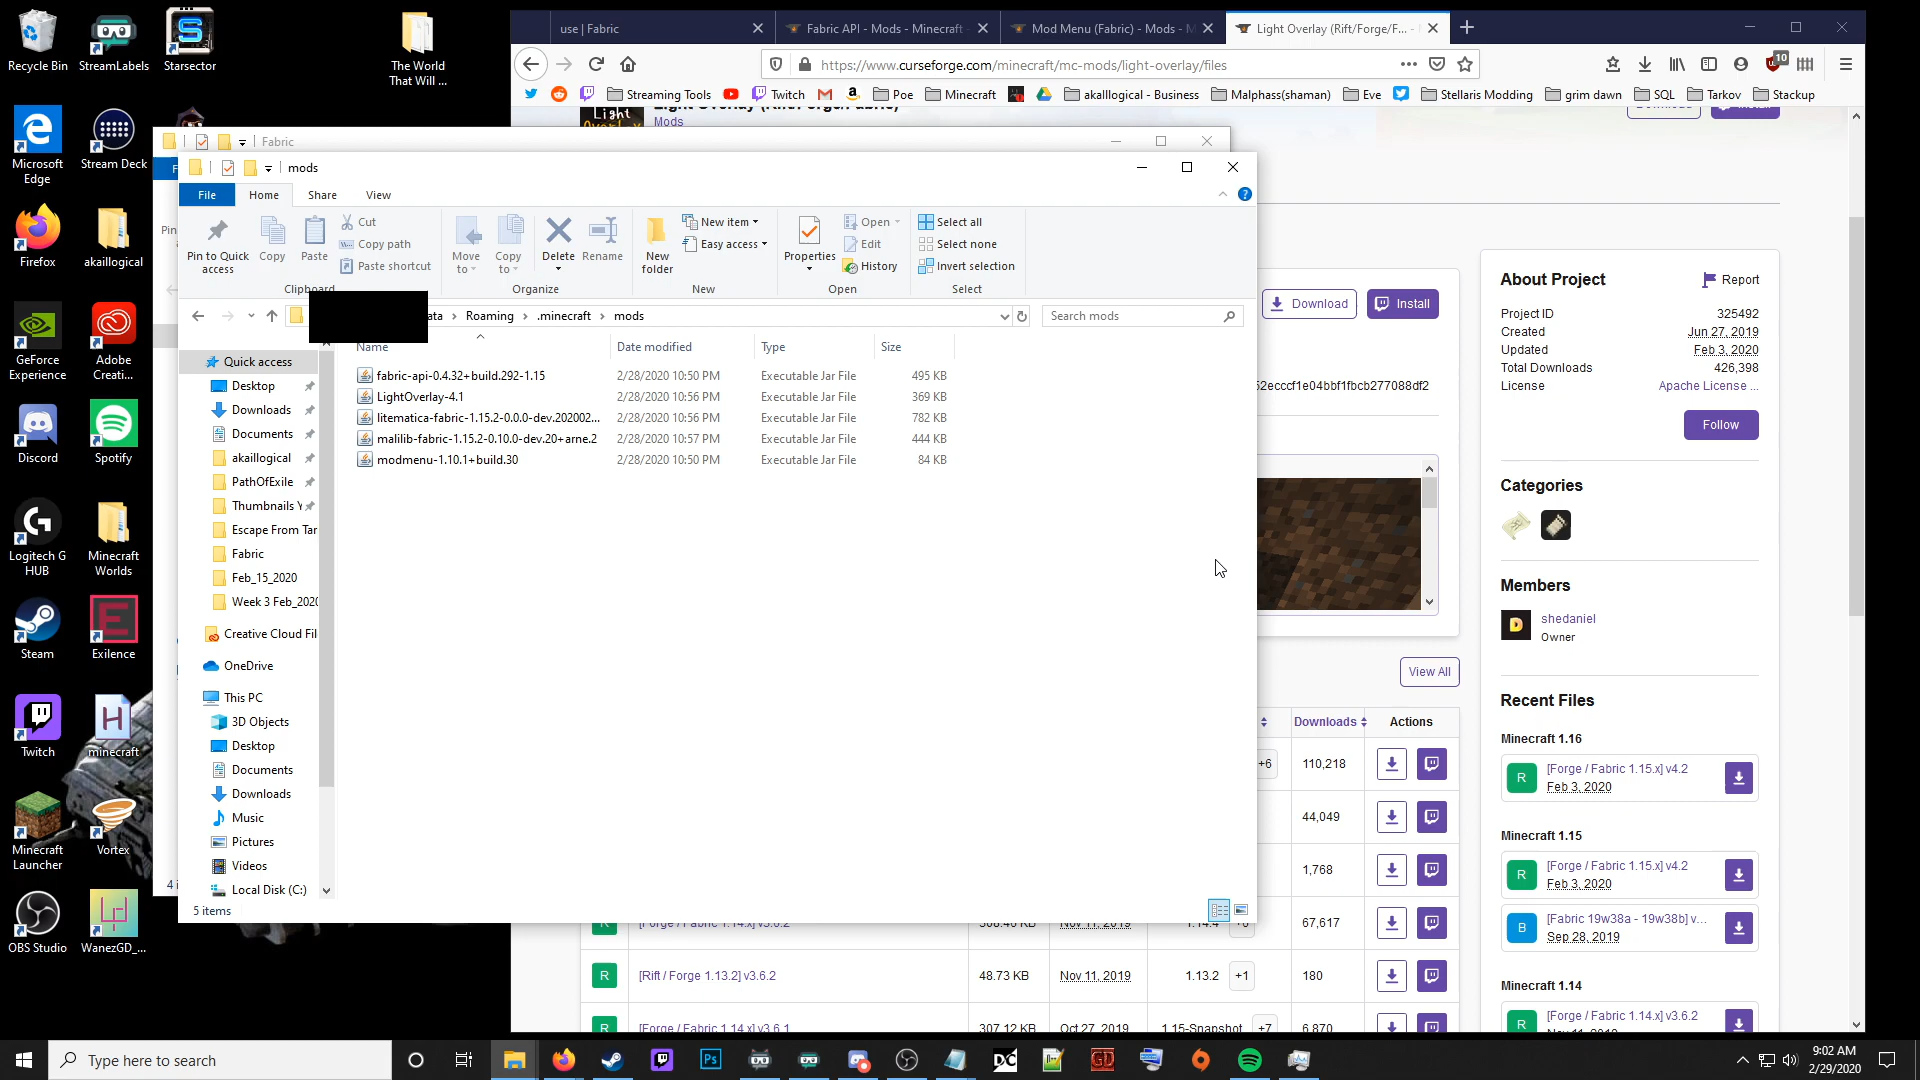 Recycle Bin
StreamLabels
Starsector
The World
That Will ...
Microsoft
Edge
Stream Deck
Firefox
akaillogical
GeForce
Experience
Adobe
Creati...
Discord
Spotify
Logitech G
HUB
Minecraft
Worlds
Steam
Exilence
Twitch
minecraft
Minecraft
Launcher
Vortex
OBS Studio
WanezGD_...
use | Fabric
Fabric API - Mods - Minecraft
Mod Menu (Fabric) - Mods - M
Light Overlay (Rift/Forge/F... -
https://www.curseforge.com/minecraft/mc-mods/light-overlay/files
10
Streaming Tools
Twitch
Poe
Minecraft
akalllogical - Business
Malphass(shaman)
Eve
Stellaris Modding
grim dawn
SQL
Tarkov
Stackup
Light
Mods
Fabric
mods
File
Home
Share
View
Pin to Quick
access
Copy
Paste
Cut
Copy path
Paste shortcut
Clipboard
Move
to
Copy
to
Delete
Rename
Organize
New
folder
New item
Easy access
New
Properties
Open
Edit
History
Open
Select all
Select none
Invert selection
Select
ata > Roaming > .minecraft > mods
Search mods
Name
Date modified
Type
Size
fabric-api-0.4.32+build.292-1.15 2/28/2020 10:50 PM Executable Jar File 495 KB
LightOverlay-4.1 2/28/2020 10:56 PM Executable Jar File 369 KB
litematica-fabric-1.15.2-0.0.0-dev.202002... 2/28/2020 10:56 PM Executable Jar File 782 KB
malilib-fabric-1.15.2-0.10.0-dev.20+arne.2 2/28/2020 10:57 PM Executable Jar File 444 KB
modmenu-1.10.1+build.30 2/28/2020 10:50 PM Executable Jar File 84 KB
Quick access
Desktop
Downloads
Documents
akaillogical
PathOfExile
Thumbnails Y
Escape From Tar
Fabric
Feb_15_2020
Week 3 Feb_2020
Creative Cloud Fil
OneDrive
This PC
3D Objects
Desktop
Documents
Downloads
Music
Pictures
Videos
Local Disk (C:)
5 items
Download
Install
52ecccf1e04bbf1fbcb277088df2
View All
Downloads
Actions
+6
110,218
44,049
1,768
67,617
R [Rift / Forge 1.13.2] v3.6.2 48.73 KB Nov 11, 2019 1.13.2 +1 180
R [Forge / Fabric 1.14.x] v3.6.1 307.12 KB Oct 27, 2019 1.15-Snapshot +7 6,870
About Project
Report
Project ID 325492
Created Jun 27, 2019
Updated Feb 3, 2020
Total Downloads 426,398
License Apache License ...
Follow
Categories
Members
shedaniel
Owner
Recent Files
Minecraft 1.16
R
[Forge / Fabric 1.15.x] v4.2
Feb 3, 2020
Minecraft 1.15
R
[Forge / Fabric 1.15.x] v4.2
Feb 3, 2020
B
[Fabric 19w38a - 19w38b] v...
Sep 28, 2019
Minecraft 1.14
R
[Forge / Fabric 1.14.x] v3.6.2
Type here to search
9:02 AM
2/29/2020